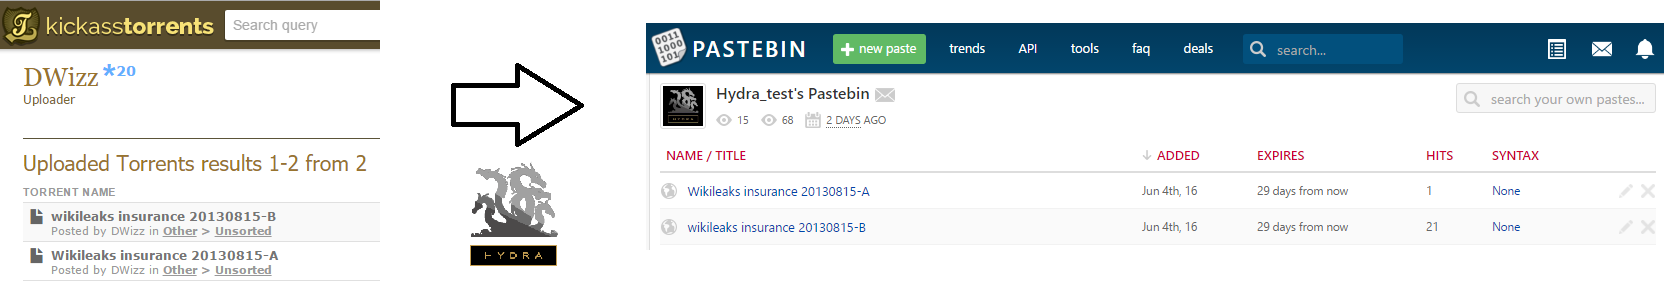 kickasstorrents
Search query
DWizz *20
Uploader
Uploaded Torrents results 1-2 from 2
TORRENT NAME
wikileaks insurance 20130815-B
Posted by DWizz in Other > Unsorted
Wikileaks insurance 20130815-A
Posted by DWizz in Other > Unsorted
HYDRA
0011
1000
101
PASTEBIN
+ new paste
trends
API
tools
faq
deals
search...
HYDRA
Hydra_test's Pastebin
15
68
2 DAYS AGO
search your own pastes...
NAME / TITLE
ADDED
EXPIRES
HITS
SYNTAX
Wikileaks insurance 20130815-A
Jun 4th, 16
29 days from now
1
None
wikileaks insurance 20130815-B
Jun 4th, 16
29 days from now
21
None